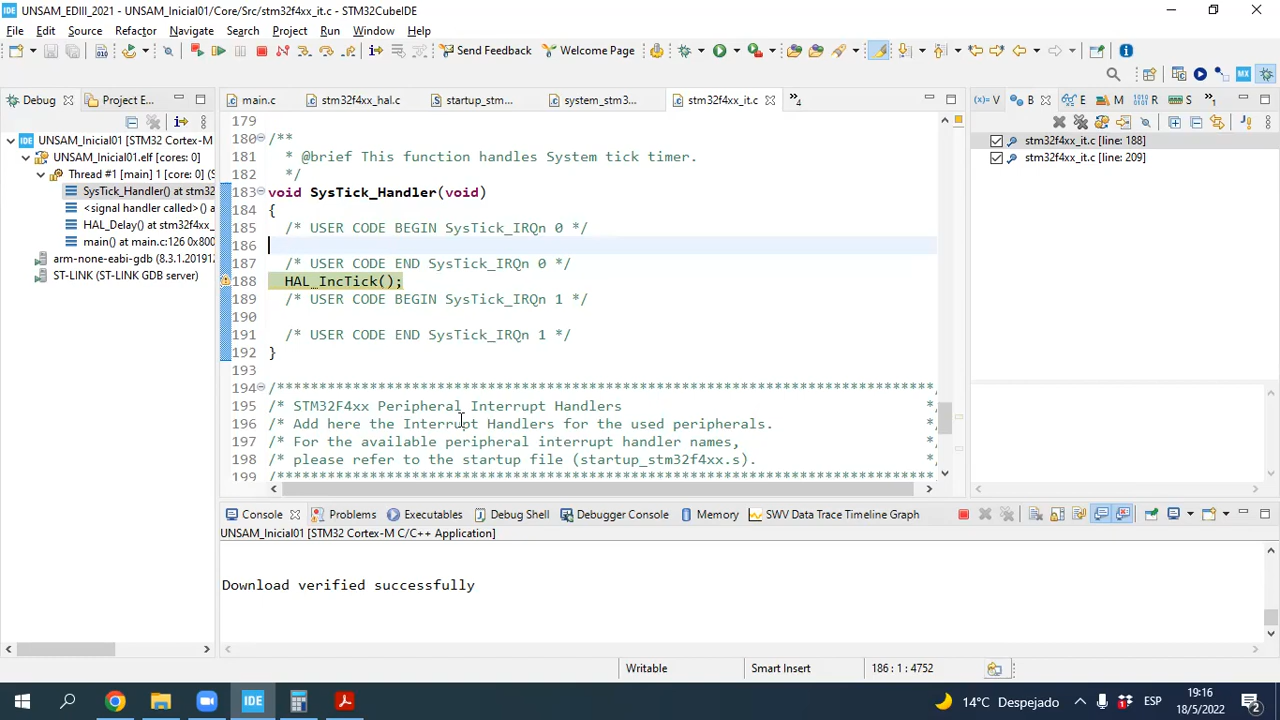 UNSAM_EDIII_2021 - UNSAM_Inicial01/Core/Src/stm32f4xx_it.c - STM32CubeIDE
File Edit Source Refactor Navigate Search Project Run Window Help
Send Feedback Welcome Page
Debug Project E...
main.c stm32f4xx_hal.c startup_stm... system_stm3... stm32f4xx_it.c »4
(x)= V B E M R S »1
UNSAM_Inicial01 [STM32 Cortex-M
UNSAM_Inicial01.elf [cores: 0]
Thread #1 [main] 1 [core: 0] (S
SysTick_Handler() at stm32
<signal handler called>() a
HAL_Delay() at stm32f4xx_
main() at main.c:126 0x800
arm-none-eabi-gdb (8.3.1.20191
ST-LINK (ST-LINK GDB server)
179
180 /**
181 * @brief This function handles System tick timer.
182 */
183 void SysTick_Handler(void)
184 {
185 /* USER CODE BEGIN SysTick_IRQn 0 */
186
187 /* USER CODE END SysTick_IRQn 0 */
188 HAL_IncTick();
189 /* USER CODE BEGIN SysTick_IRQn 1 */
190
191 /* USER CODE END SysTick_IRQn 1 */
192 }
193
194 /******************************************************************************
195 /* STM32F4xx Peripheral Interrupt Handlers *
196 /* Add here the Interrupt Handlers for the used peripherals. *
197 /* For the available peripheral interrupt handler names, *
198 /* please refer to the startup file (startup_stm32f4xx.s). *
199 /******************************************************************************
stm32f4xx_it.c [line: 188]
stm32f4xx_it.c [line: 209]
Console Problems Executables Debug Shell Debugger Console Memory SWV Data Trace Timeline Graph
UNSAM_Inicial01 [STM32 Cortex-M C/C++ Application]
Download verified successfully
Writable Smart Insert 186 : 1 : 4752
IDE 14°C Despejado ESP 19:16
18/5/2022 2